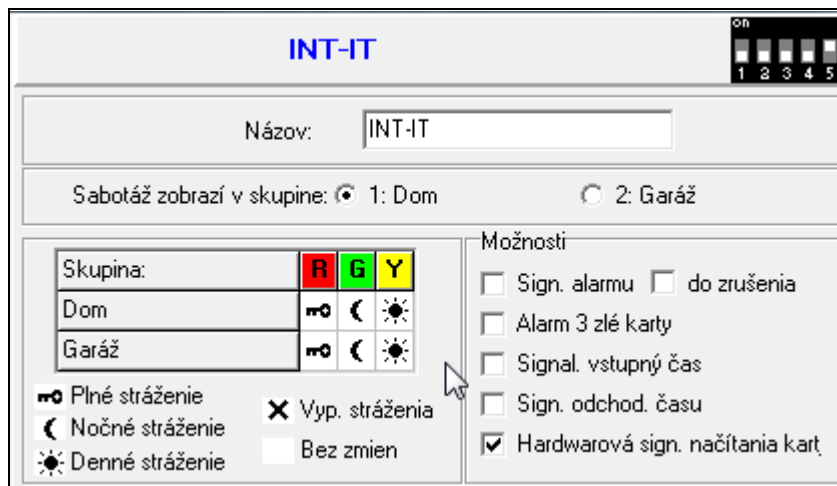 INT-IT
on
1 2 3 4 5
Názov: INT-IT
Sabotáž zobrazí v skupine: 1: Dom 2: Garáž
Skupina: R G Y
Dom
Garáž
Plné stráženie
Nočné stráženie
Denné stráženie
Vyp. stráženia
Bez zmien
Možnosti
Sign. alarmu do zrušenia
Alarm 3 zlé karty
Signal. vstupný čas
Sign. odchod. času
Hardwarová sign. načítania kart